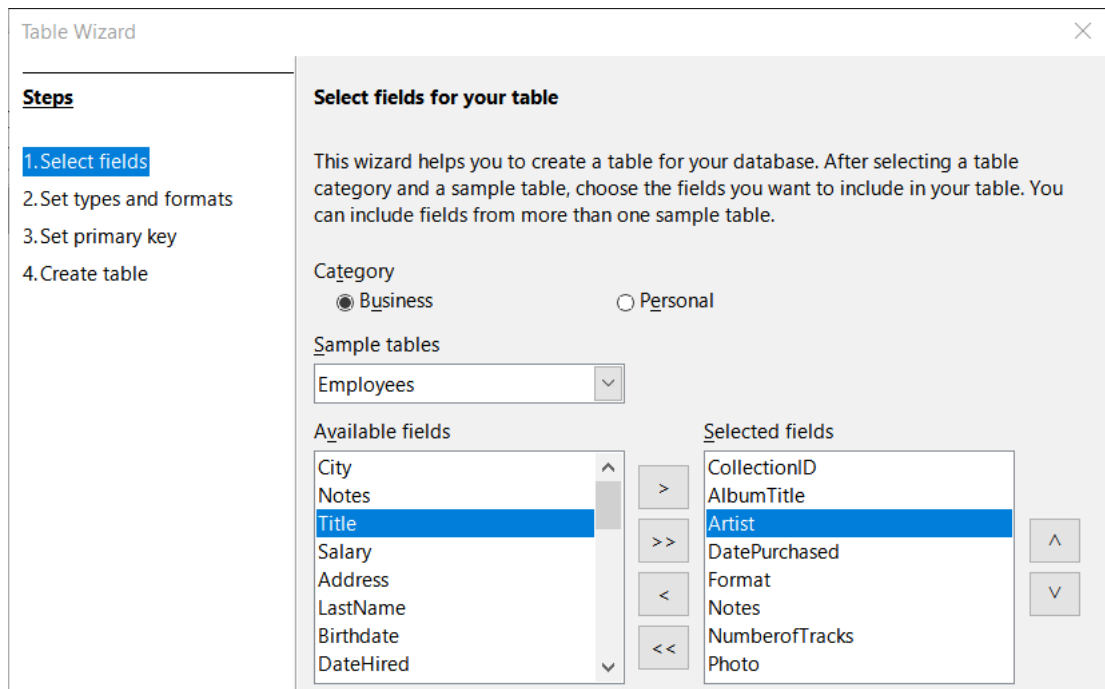 Table Wizard
Steps
1. Select fields
2. Set types and formats
3. Set primary key
4. Create table
Select fields for your table
This wizard helps you to create a table for your database. After selecting a table
category and a sample table, choose the fields you want to include in your table. You
can include fields from more than one sample table.
Category
Business
Personal
Sample tables
Employees
Available fields
City
Notes
Title
Salary
Address
LastName
Birthdate
DateHired
>
>>
<
<<
Selected fields
CollectionID
AlbumTitle
Artist
DatePurchased
Format
Notes
NumberofTracks
Photo